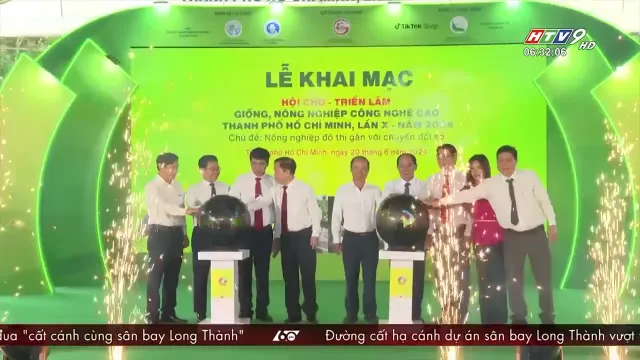 HTV9 HD
06:32:06
TikTok Shop
LỄ KHAI MẠC
HỘI CHỢ - TRIỂN LÃM
GIỐNG, NÔNG NGHIỆP CÔNG NGHỆ CAO
THÀNH PHỐ HỒ CHÍ MINH, LẦN X - NĂM 2024
Chủ đề: Nông nghiệp đô thị gắn với chuyển đổi số
Chí Minh, ngày 20 tháng 6 năm 2024
đua "cất cánh cùng sân bay Long Thành" 60 Đường cất hạ cánh dự án sân bay Long Thành vượt